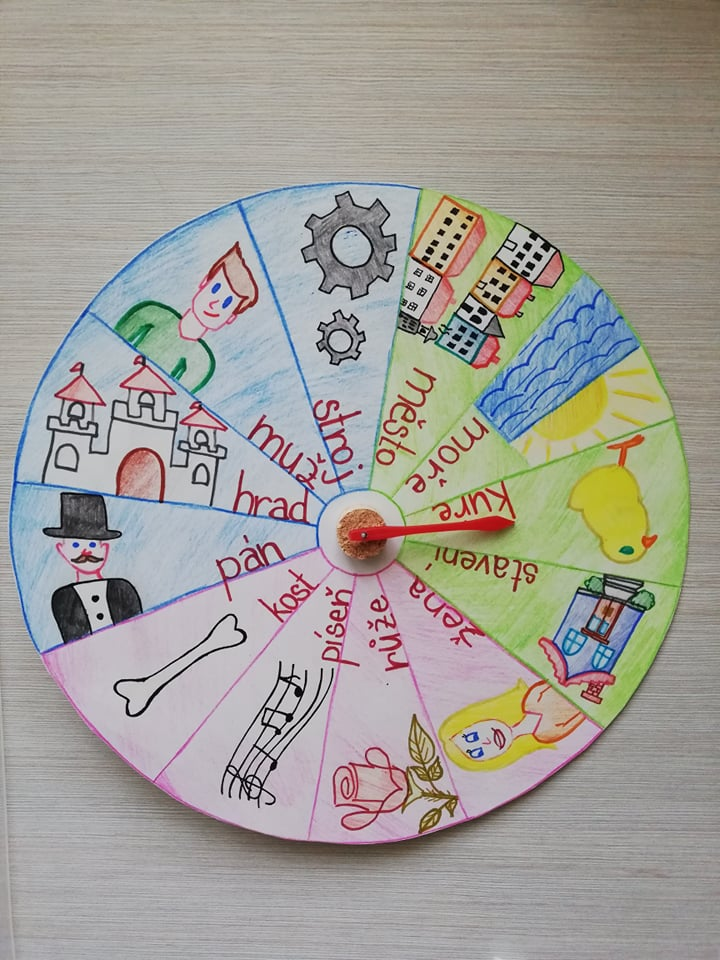 stroj
město
moře
kuře
stavení
žena
růže
píseň
kost
pán
hrad
muž